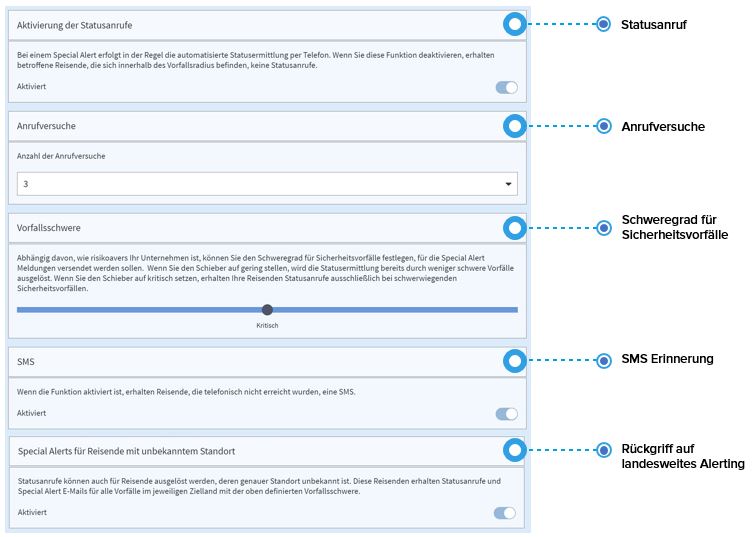 Aktivierung der Statusanrufe
Statusanruf
Bei einem Special Alert erfolgt in der Regel die automatisierte Statusermittlung per Telefon. Wenn Sie diese Funktion deaktivieren, erhalten
betroffene Reisende, die sich innerhalb des Vorfallsradius befinden, keine Statusanrufe.
Aktiviert
Anrufversuche
Anrufversuche
Anzahl der Anrufversuche
3
Vorfallsschwere
Schweregrad für
Sicherheitsvorfälle
Abhängig davon, wie risikoavers Ihr Unternehmen ist, können Sie den Schweregrad für Sicherheitsvorfälle festlegen, für die Special Alert
Meldungen versendet werden sollen. Wenn Sie den Schieber auf gering stellen, wird die Statusermittlung bereits durch weniger schwere Vorfälle
ausgelöst. Wenn Sie den Schieber auf kritisch setzen, erhalten Ihre Reisenden Statusanrufe ausschließlich bei schwerwiegenden
Sicherheitsvorfällen.
Kritisch
SMS
SMS Erinnerung
Wenn die Funktion aktiviert ist, erhalten Reisende, die telefonisch nicht erreicht wurden, eine SMS.
Aktiviert
Special Alerts für Reisende mit unbekanntem Standort
Rückgriff auf
landesweites Alerting
Statusanrufe können auch für Reisende ausgelöst werden, deren genauer Standort unbekannt ist. Diese Reisenden erhalten Statusanrufe und
Special Alert E-Mails für alle Vorfälle im jeweiligen Zielland mit der oben definierten Vorfallsschwere.
Aktiviert